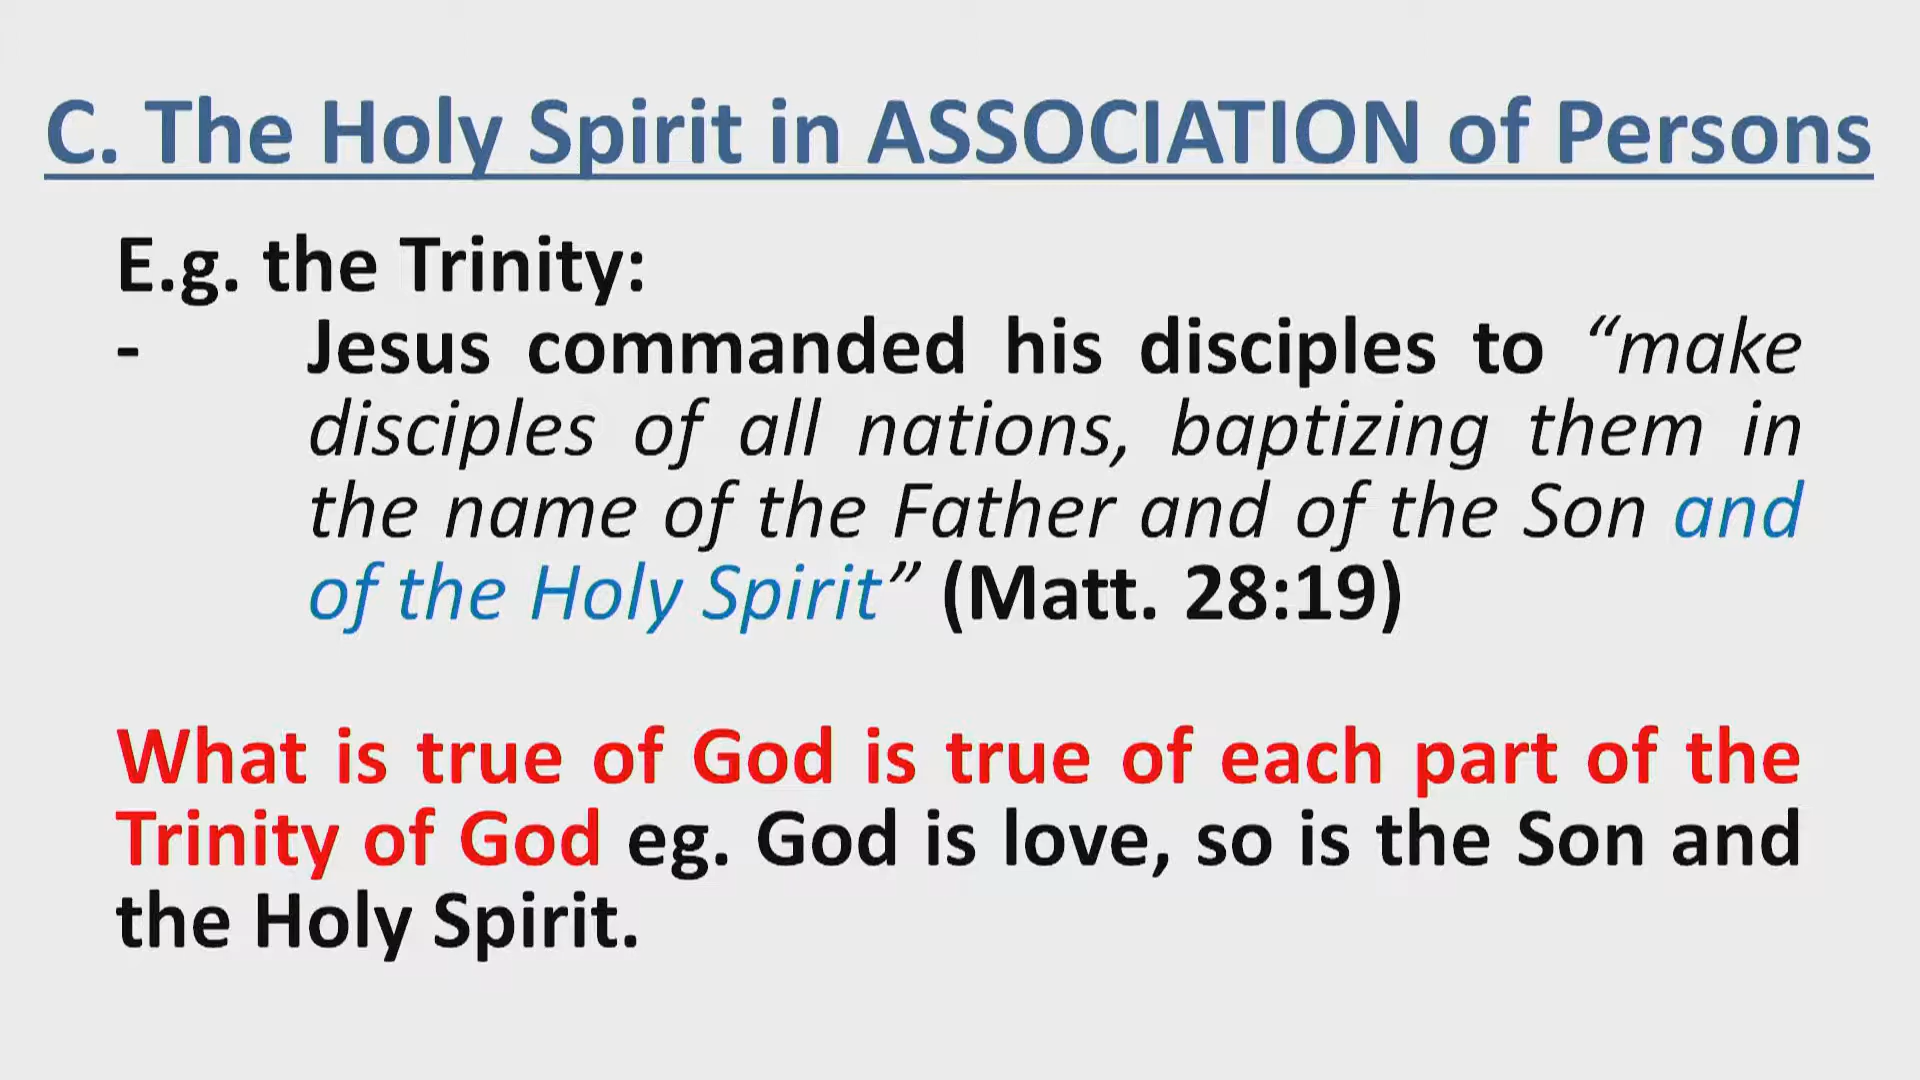 C. The Holy Spirit in ASSOCIATION of Persons
E.g. the Trinity:
- Jesus commanded his disciples to “make
disciples of all nations, baptizing them in
the name of the Father and of the Son and
of the Holy Spirit” (Matt. 28:19)
What is true of God is true of each part of the
Trinity of God eg. God is love, so is the Son and
the Holy Spirit.